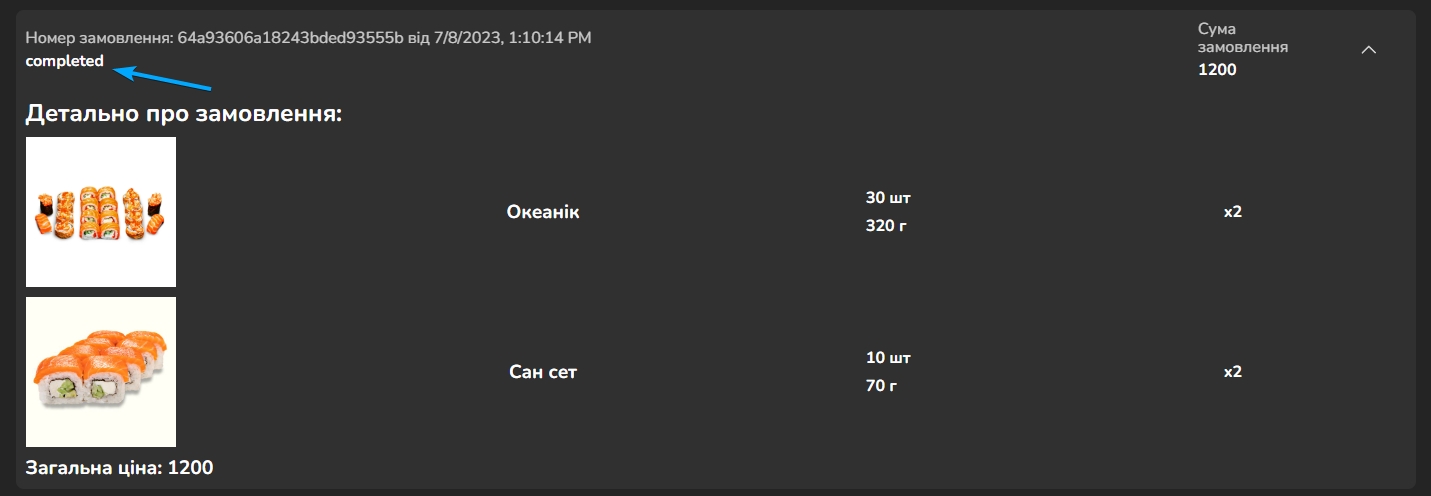 Номер замовлення: 64a93606a18243bded93555b від 7/8/2023, 1:10:14 PM
completed
Сума
замовлення
1200
Детально про замовлення:
Океанік
30 шт
320 г
x2
Сан сет
10 шт
70 г
x2
Загальна ціна: 1200